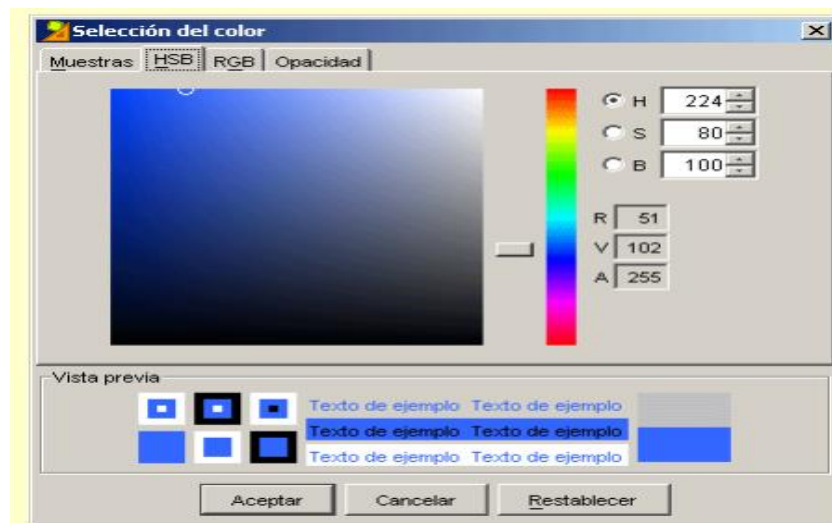 Selección del color
Muestras HSB RGB Opacidad
H 224
S 80
B 100
R 51
V 102
A 255
Vista previa
Texto de ejemplo Texto de ejemplo
Texto de ejemplo Texto de ejemplo
Texto de ejemplo Texto de ejemplo
Aceptar Cancelar Restablecer